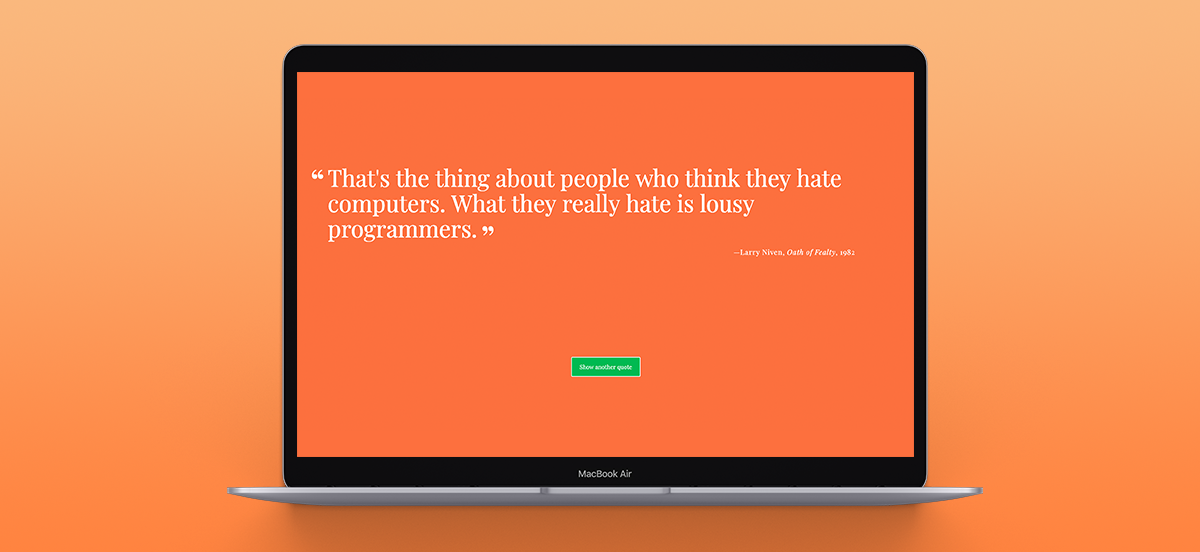 ❝ That's the thing about people who think they hate
computers. What they really hate is lousy
programmers. ❞
—Larry Niven, Oath of Fealty, 1982
Show another quote
MacBook Air